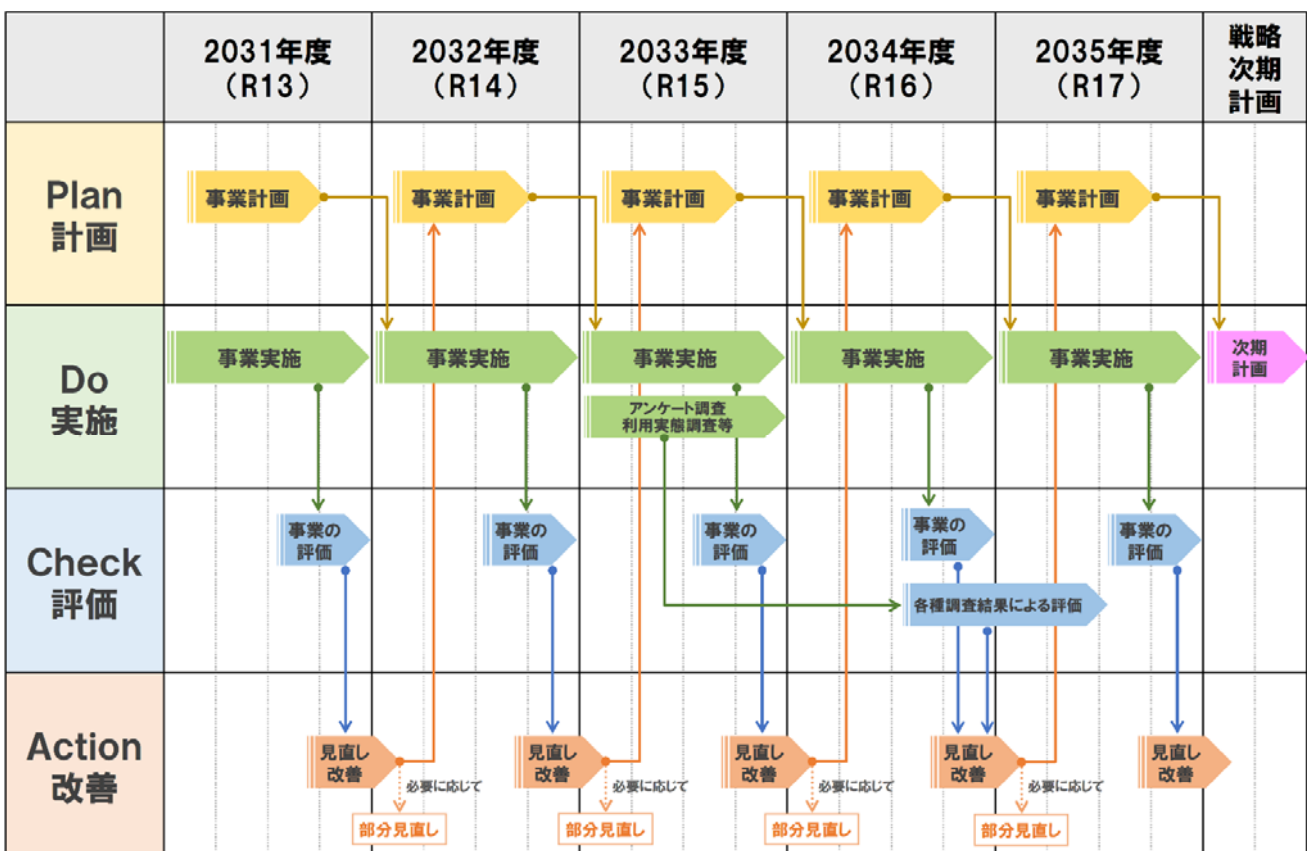 2031年度
（R13）
2032年度
（R14）
2033年度
（R15）
2034年度
（R16）
2035年度
（R17）
戦略
次期
計画
Plan
計画
事業計画
事業計画
事業計画
事業計画
事業計画
Do
実施
事業実施
事業実施
事業実施
事業実施
事業実施
次期
計画
アンケート調査
利用実態調査等
Check
評価
事業の
評価
事業の
評価
事業の
評価
事業の
評価
事業の
評価
各種調査結果による評価
Action
改善
見直し
改善
見直し
改善
見直し
改善
見直し
改善
見直し
改善
必要に応じて
必要に応じて
必要に応じて
必要に応じて
部分見直し
部分見直し
部分見直し
部分見直し